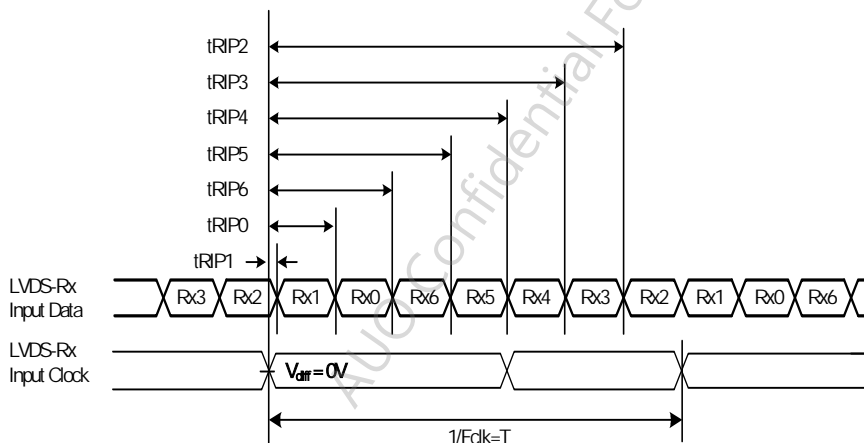 tRIP2
tRIP3
tRIP4
tRIP5
tRIP6
tRIP0
tRIP1
LVDS-Rx
Input Data
Rx3 Rx2 Rx1 Rx0 Rx6 Rx5 Rx4 Rx3 Rx2 Rx1 Rx0 Rx6
LVDS-Rx
Input Clock
Vdiff = 0V
1/Fclk=T
AUO Confidential Fo